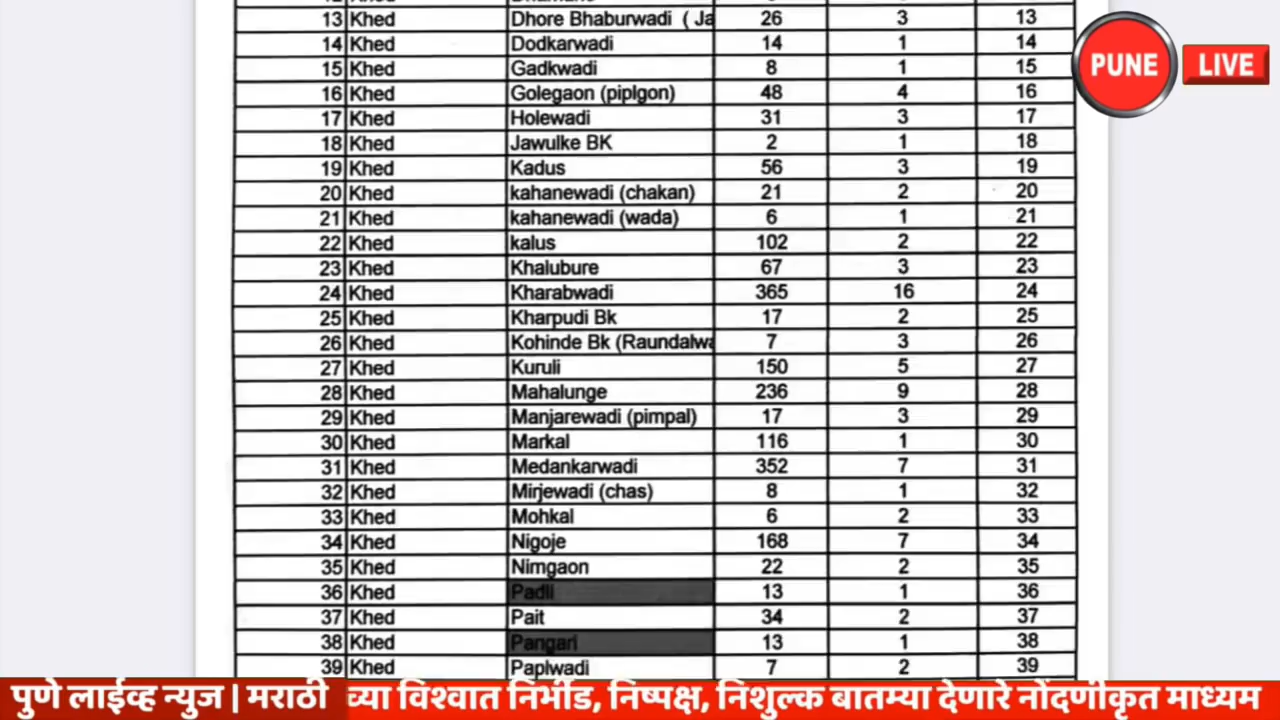 13 Khed Dhore Bhaburwadi ( Ja 26 3 13
14 Khed Dodkarwadi 14 1 14
15 Khed Gadkwadi 8 1 15
16 Khed Golegaon (piplgon) 48 4 16
17 Khed Holewadi 31 3 17
18 Khed Jawulke BK 2 1 18
19 Khed Kadus 56 3 19
20 Khed kahanewadi (chakan) 21 2 20
21 Khed kahanewadi (wada) 6 1 21
22 Khed kalus 102 2 22
23 Khed Khalubure 67 3 23
24 Khed Kharabwadi 365 16 24
25 Khed Kharpudi Bk 17 2 25
26 Khed Kohinde Bk (Raundalwa 7 3 26
27 Khed Kuruli 150 5 27
28 Khed Mahalunge 236 9 28
29 Khed Manjarewadi (pimpal) 17 3 29
30 Khed Markal 116 1 30
31 Khed Medankarwadi 352 7 31
32 Khed Mirjewadi (chas) 8 1 32
33 Khed Mohkal 6 2 33
34 Khed Nigoje 168 7 34
35 Khed Nimgaon 22 2 35
36 Khed Padli 13 1 36
37 Khed Pait 34 2 37
38 Khed Pangari 13 1 38
39 Khed Paplwadi 7 2 39
PUNE LIVE
पुणे लाईव्ह न्युज | मराठी च्या विश्वात निर्भीड, निष्पक्ष, निशुल्क बातम्या देणारे नोंदणीकृत माध्यम